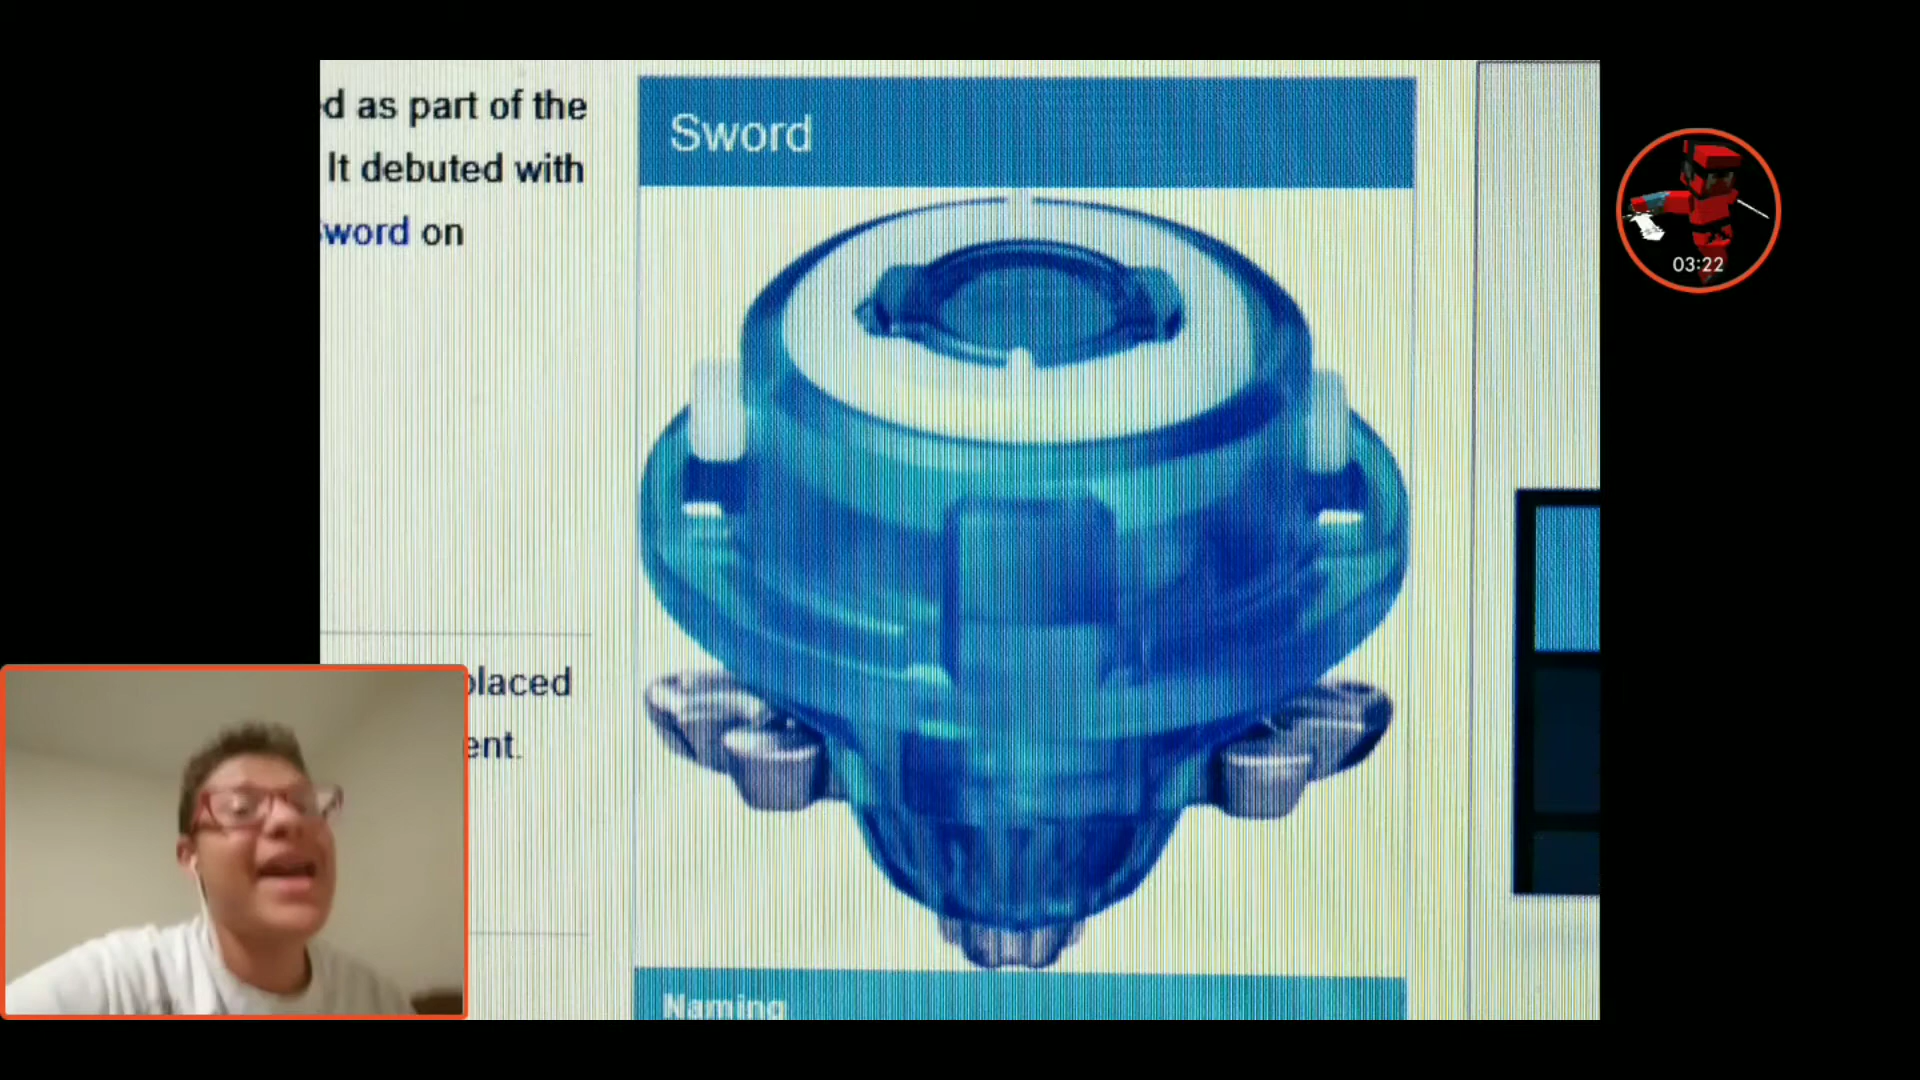 d as part of the
It debuted with
word on
placed
ent.
Sword
Naming
03:22